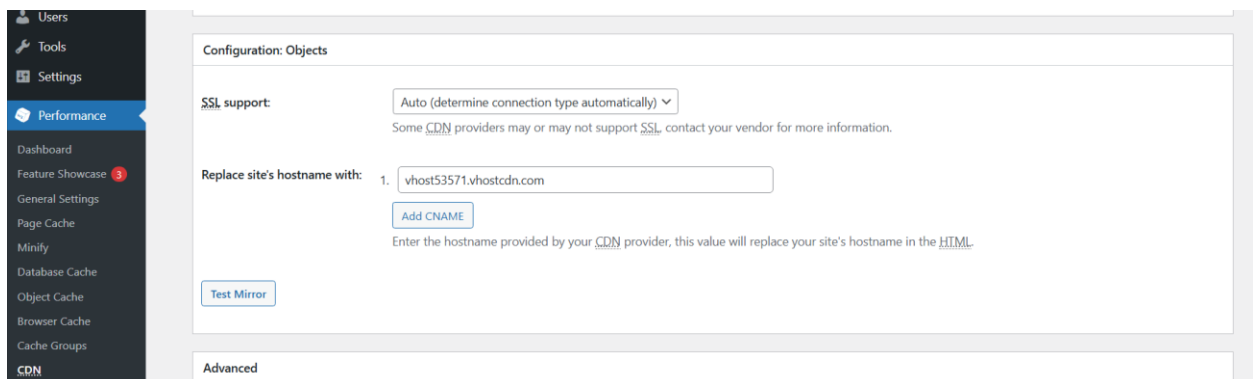 Users
Tools
Settings
Performance
Dashboard
Feature Showcase 3
General Settings
Page Cache
Minify
Database Cache
Object Cache
Browser Cache
Cache Groups
CDN
Configuration: Objects
SSL support:
Auto (determine connection type automatically)
Some CDN providers may or may not support SSL, contact your vendor for more information.
Replace site's hostname with:
1. vhost53571.vhostcdn.com
Add CNAME
Enter the hostname provided by your CDN provider, this value will replace your site's hostname in the HTML.
Test Mirror
Advanced